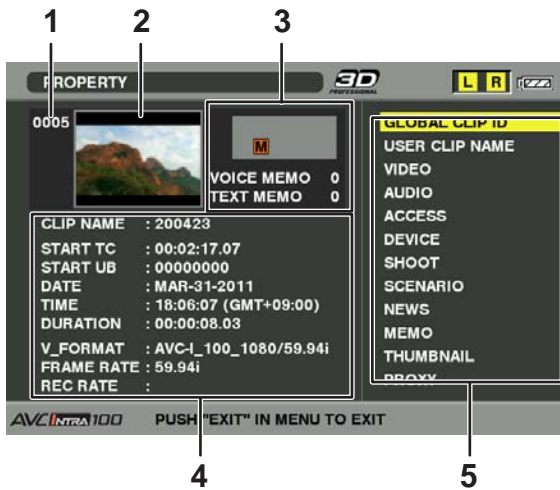 1 2 3
PROPERTY
3D
PROFESSIONAL
L R
0005
M
VOICE MEMO 0
TEXT MEMO 0
CLIP NAME : 200423
START TC : 00:02:17.07
START UB : 00000000
DATE : MAR-31-2011
TIME : 18:06:07 (GMT+09:00)
DURATION : 00:00:08.03
V_FORMAT : AVC-I_100_1080/59.94i
FRAME RATE : 59.94i
REC RATE :
GLOBAL CLIP ID
USER CLIP NAME
VIDEO
AUDIO
ACCESS
DEVICE
SHOOT
SCENARIO
NEWS
MEMO
THUMBNAIL
PROXY
AVC INTRA 100 PUSH "EXIT" IN MENU TO EXIT
4 5